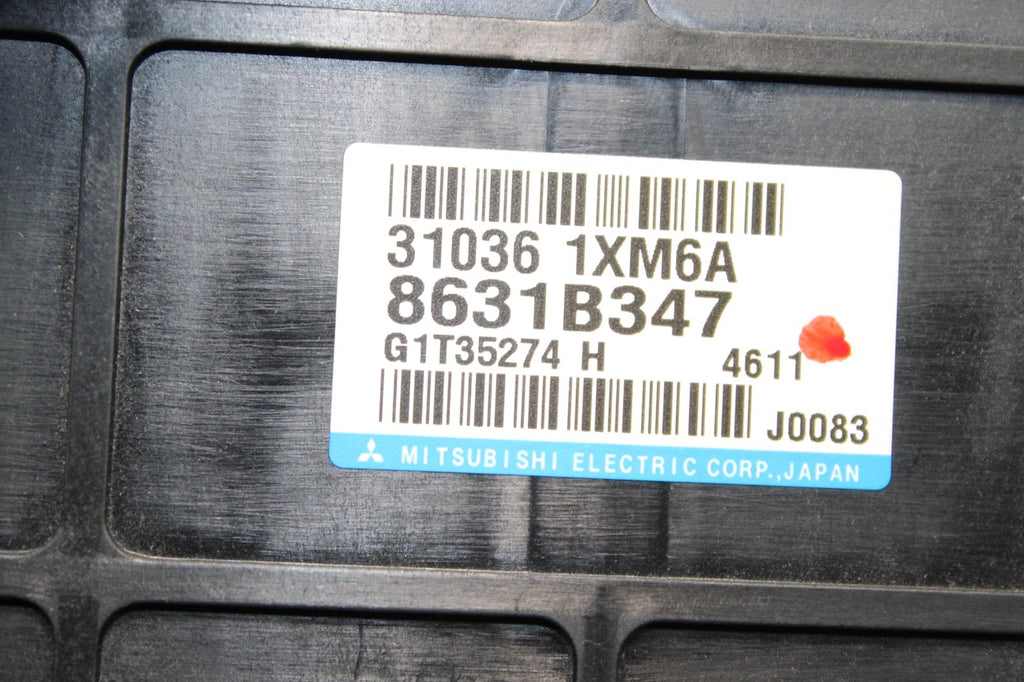 31036 1XM6A
8631B347
G1T35274 H 4611
J0083
MITSUBISHI ELECTRIC CORP.,JAPAN